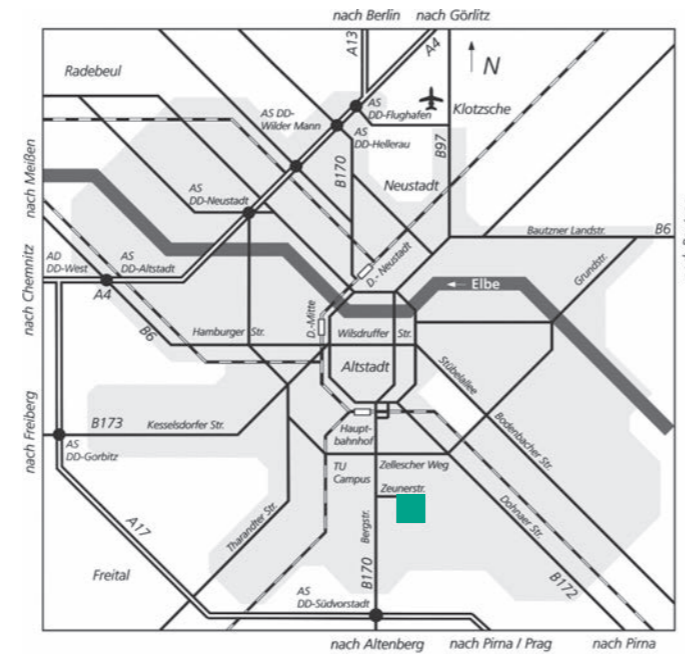 nach Berlin
nach Görlitz
A13
A4
N
Radebeul
AS
DD-Flughafen
Klotzsche
AS DD-
Wilder Mann
AS
DD-Hellerau
B97
B170
nach Meißen
AS
DD-Neustadt
Neustadt
Bautzner Landstr.
B6
D.- Neustadt
Grundstr.
AD
DD-West
AS
DD-Altstadt
nach Chemnitz
A4
Elbe
B6
Hamburger Str.
D.-Mitte
Wilsdruffer Str.
Altstadt
Stübelallee
Bodenbacher Str.
nach Freiberg
B173
Kesselsdorfer Str.
Haupt-
bahnhof
AS
DD-Gorbitz
TU
Campus
Zellescher Weg
Zeunerstr.
A17
Tharandter Str.
Bergstr.
Dohnaer Str.
Freital
B170
B172
AS
DD-Südvorstadt
nach Altenberg
nach Pirna / Prag
nach Pirna